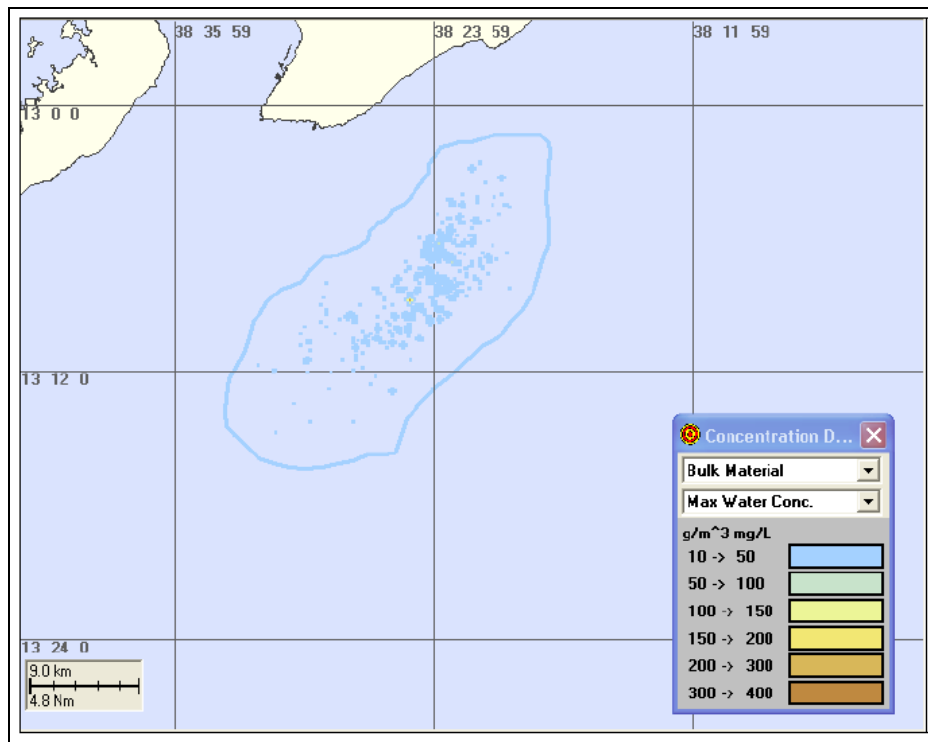 38 35 59
38 23 59
38 11 59
13 0 0
13 12 0
13 24 0
9.0 km
4.8 Nm
Concentration D...
Bulk Material
Max Water Conc.
g/m^3 mg/L
10 -> 50
50 -> 100
100 -> 150
150 -> 200
200 -> 300
300 -> 400